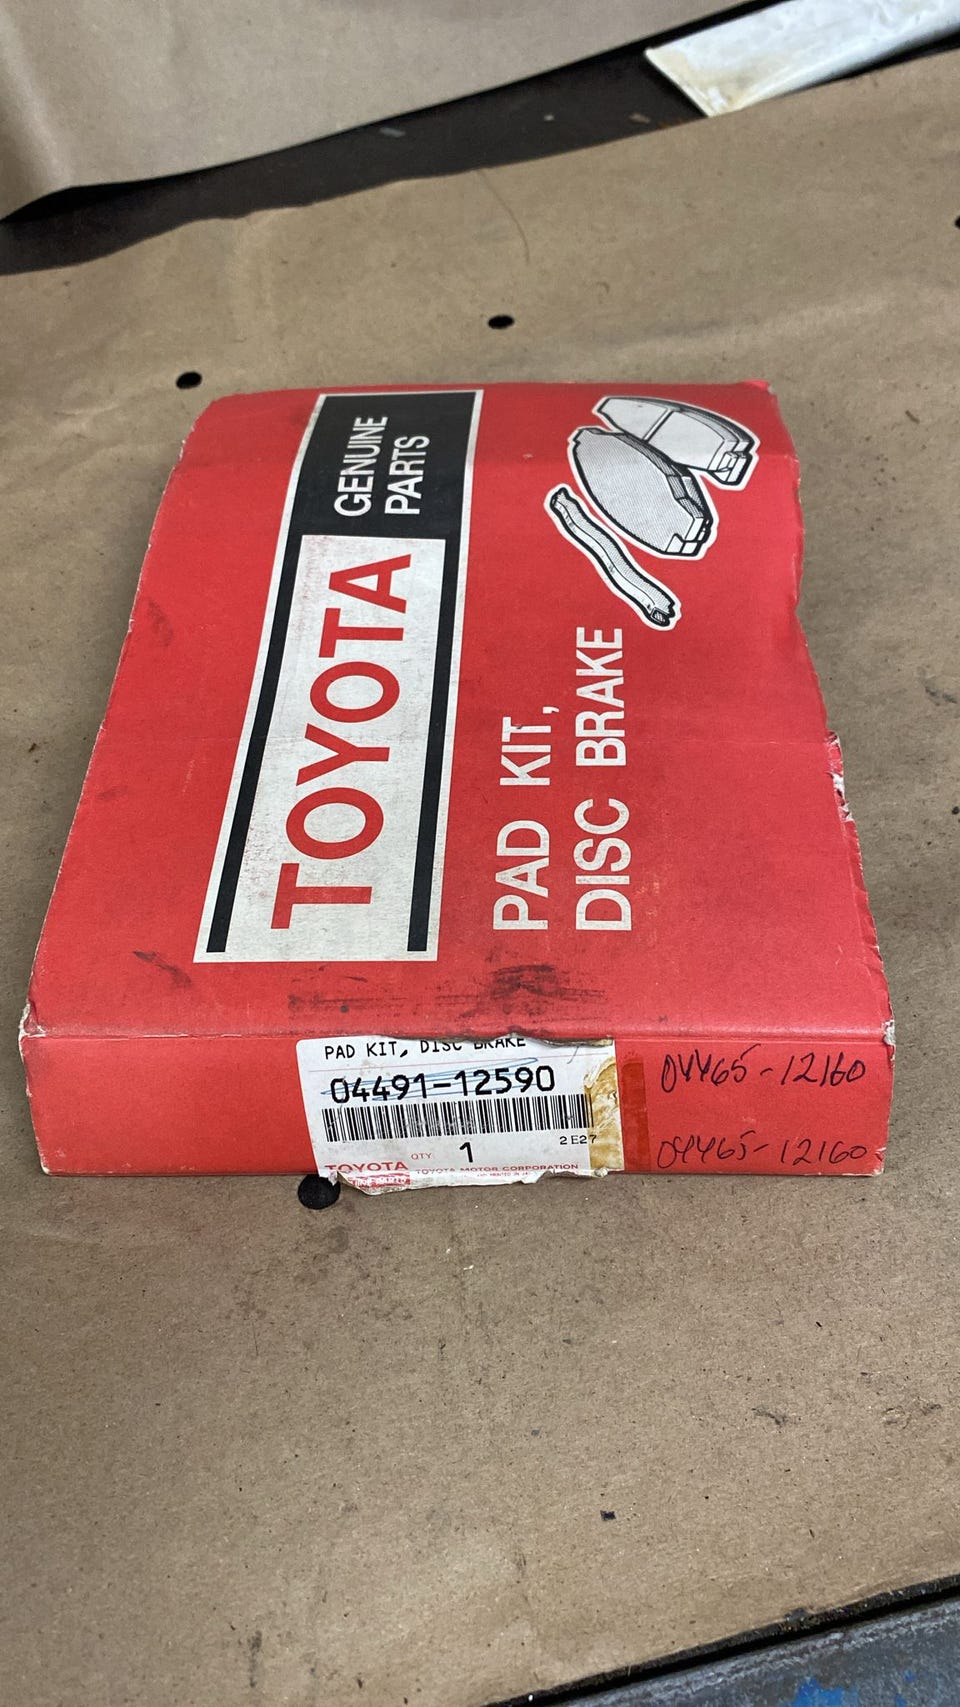 TOYOTA
GENUINE
PARTS
PAD KIT,
DISC BRAKE
PAD KIT, DISC BRAKE
04491-12590
2E27
QTY 1
TOYOTA
TOYOTA MOTOR CORPORATION
04465-12160
04465-12160